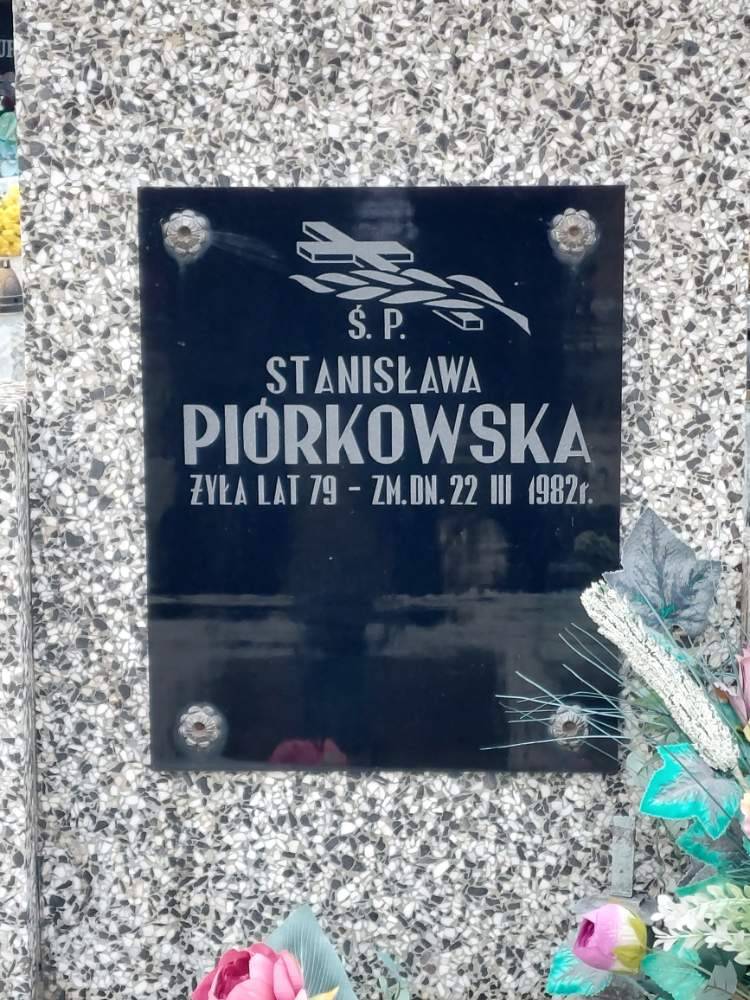 Ś. P.
STANISŁAWA
PIÓRKOWSKA
ŻYŁA LAT 79 - ZM. DN. 22 III 1982r.